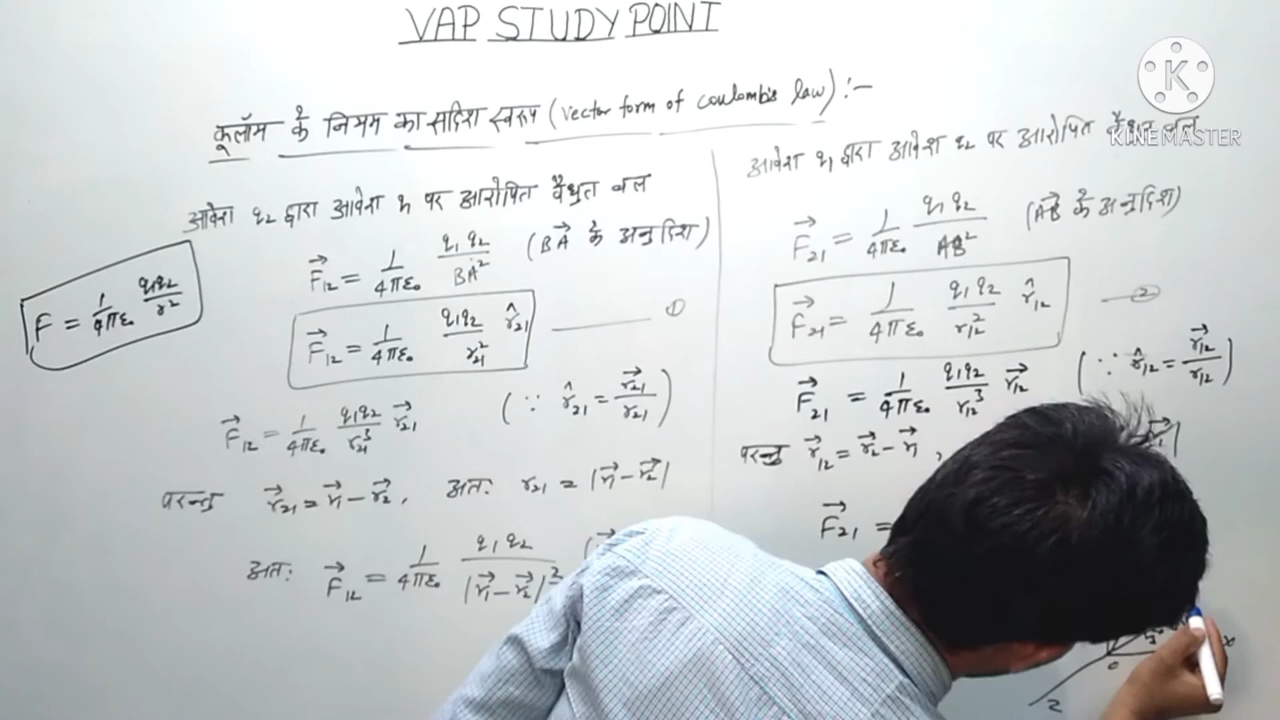 VAP STUDY POINT
K
KINEMASTER
कूलॉम के नियम का सदिश स्वरूप (Vector form of coulomb's law) :-
आवेश q₂ द्वारा आवेश q₁ पर आरोपित वैधुत बल
F⃗₁₂ = 1/4πε₀ q₁q₂/BA² (BA⃗ के अनुदिश)
F = 1/4πε₀ q₁q₂/r²
F⃗₁₂ = 1/4πε₀ q₁q₂/r₂₁² r̂₂₁ —— ①
F⃗₁₂ = 1/4πε₀ q₁q₂/r₂₁³ r⃗₂₁ (∵ r̂₂₁ = r⃗₂₁/r₂₁)
परन्तु r⃗₂₁ = r⃗₁ - r⃗₂, अतः r₂₁ = |r⃗₁ - r⃗₂|
अतः F⃗₁₂ = 1/4πε₀ q₁q₂/|r⃗₁ - r⃗₂|³
आवेश q₁ द्वारा आवेश q₂ पर आरोपित वैधुत बल
F⃗₂₁ = 1/4πε₀ q₁q₂/AB² (AB⃗ के अनुदिश)
F⃗₂₁ = 1/4πε₀ q₁q₂/r₁₂² r̂₁₂ —— ②
F⃗₂₁ = 1/4πε₀ q₁q₂/r₁₂³ r⃗₁₂ (∵ r̂₁₂ = r⃗₁₂/r₁₂)
परन्तु r⃗₁₂ = r⃗₂ - r⃗₁,
F⃗₂₁ =
O
X
Z